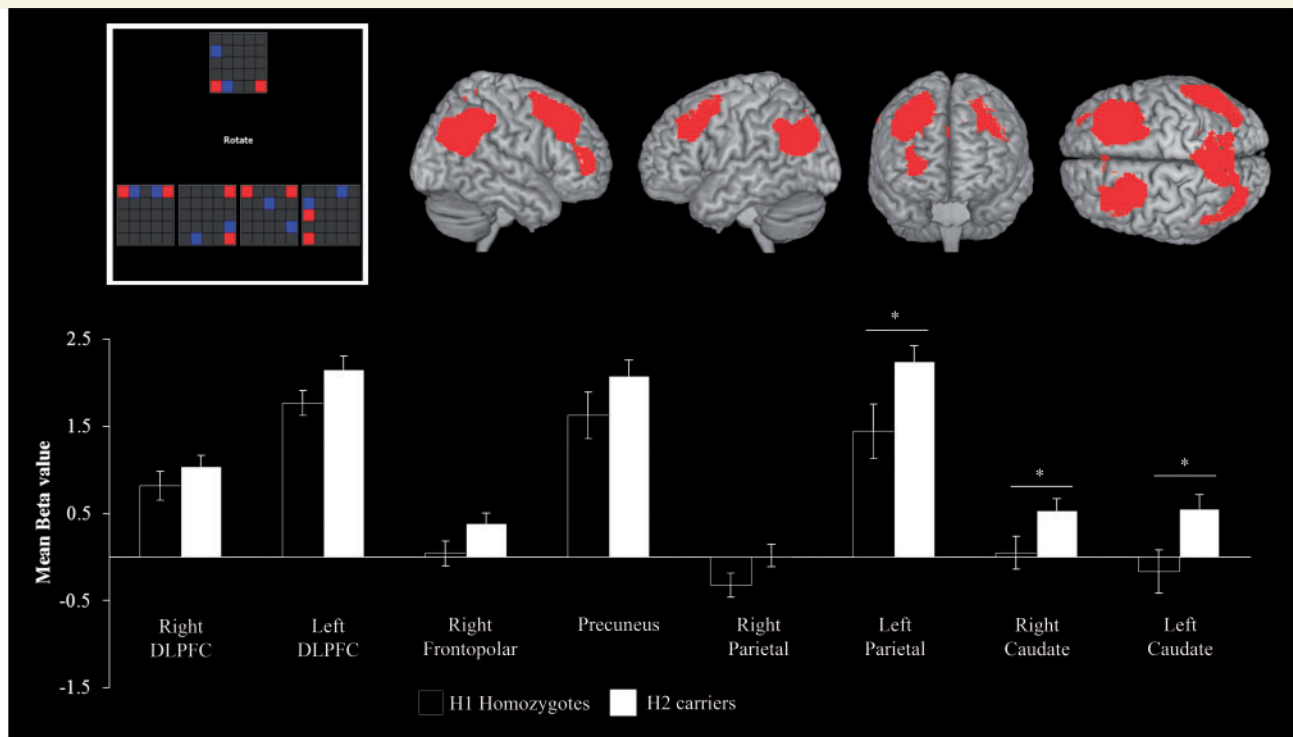 Rotate
*
*
*
2.5
1.5
0.5
-0.5
-1.5
Mean Beta value
Right
DLPFC
Left
DLPFC
Right
Frontopolar
Precuneus
Right
Parietal
Left
Parietal
Right
Caudate
Left
Caudate
H1 Homozygotes
H2 carriers